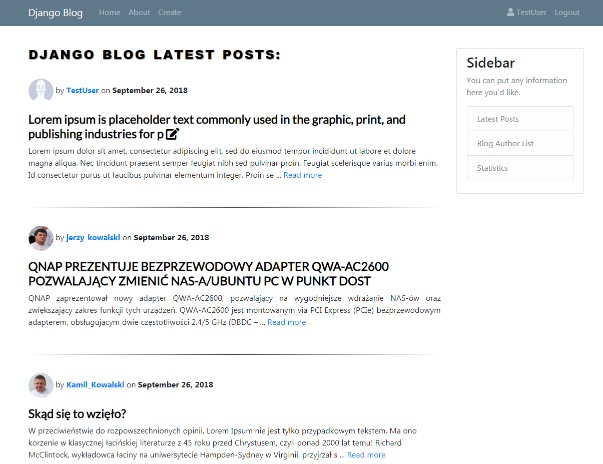 Django Blog Home About Create TestUser Logout
DJANGO BLOG LATEST POSTS:
by TestUser on September 26, 2018
Lorem ipsum is placeholder text commonly used in the graphic, print, and
publishing industries for p
Lorem ipsum dolor sit amet, consectetur adipiscing elit, sed do eiusmod tempor incididunt ut labore et dolore
magna aliqua. Nec tincidunt praesent semper feugiat nibh sed pulvinar proin. Feugiat scelerisque varius morbi enim.
Id consectetur purus ut faucibus pulvinar elementum integer. Proin se ... Read more
by jerzy_kowalski on September 26, 2018
QNAP PREZENTUJE BEZPRZEWODOWY ADAPTER QWA-AC2600
POZWALAJĄCY ZMIENIĆ NAS-A/UBUNTU PC W PUNKT DOST
QNAP zaprezentował nowy adapter QWA-AC2600, pozwalający na wygodniejsze wdrażanie NAS-ów oraz
zwiększający zakres funkcji tych urządzeń. QWA-AC2600 jest montowanym via PCI Express (PCIe) bezprzewodowym
adapterem, obsługującym dwie częstotliwości 2.4/5 GHz (DBDC – ... Read more
by Kamil_Kowalski on September 26, 2018
Skąd się to wzięło?
W przeciwieństwie do rozpowszechnionych opinii, Lorem Ipsum nie jest tylko przypadkowym tekstem. Ma ono
korzenie w klasycznej łacińskiej literaturze z 45 roku przed Chrystusem, czyli ponad 2000 lat temu! Richard
McClintock, wykładowca łaciny na uniwersytecie Hampden-Sydney w Virginii, przyjrzał s ... Read more
Sidebar
You can put any information
here you'd like.
Latest Posts
Blog Author List
Statistics